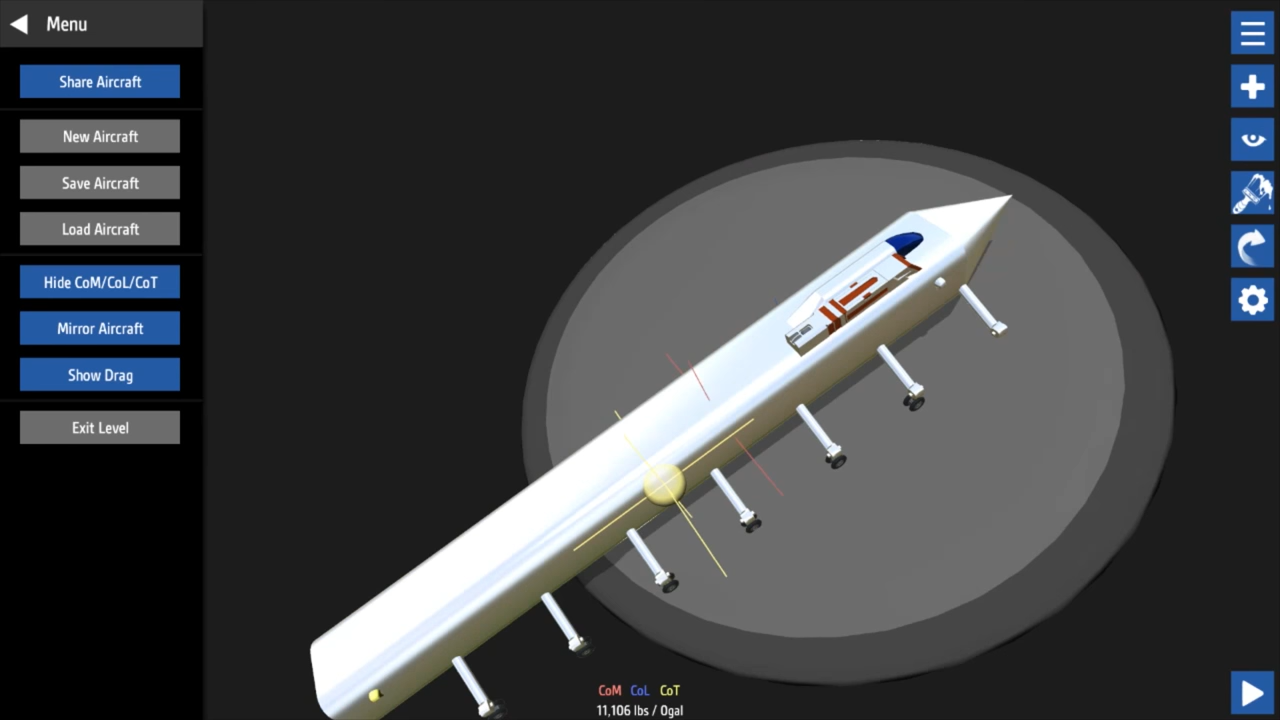 Menu
Share Aircraft
New Aircraft
Save Aircraft
Load Aircraft
Hide CoM/CoL/CoT
Mirror Aircraft
Show Drag
Exit Level
CoM CoL CoT
11,106 lbs / 0gal